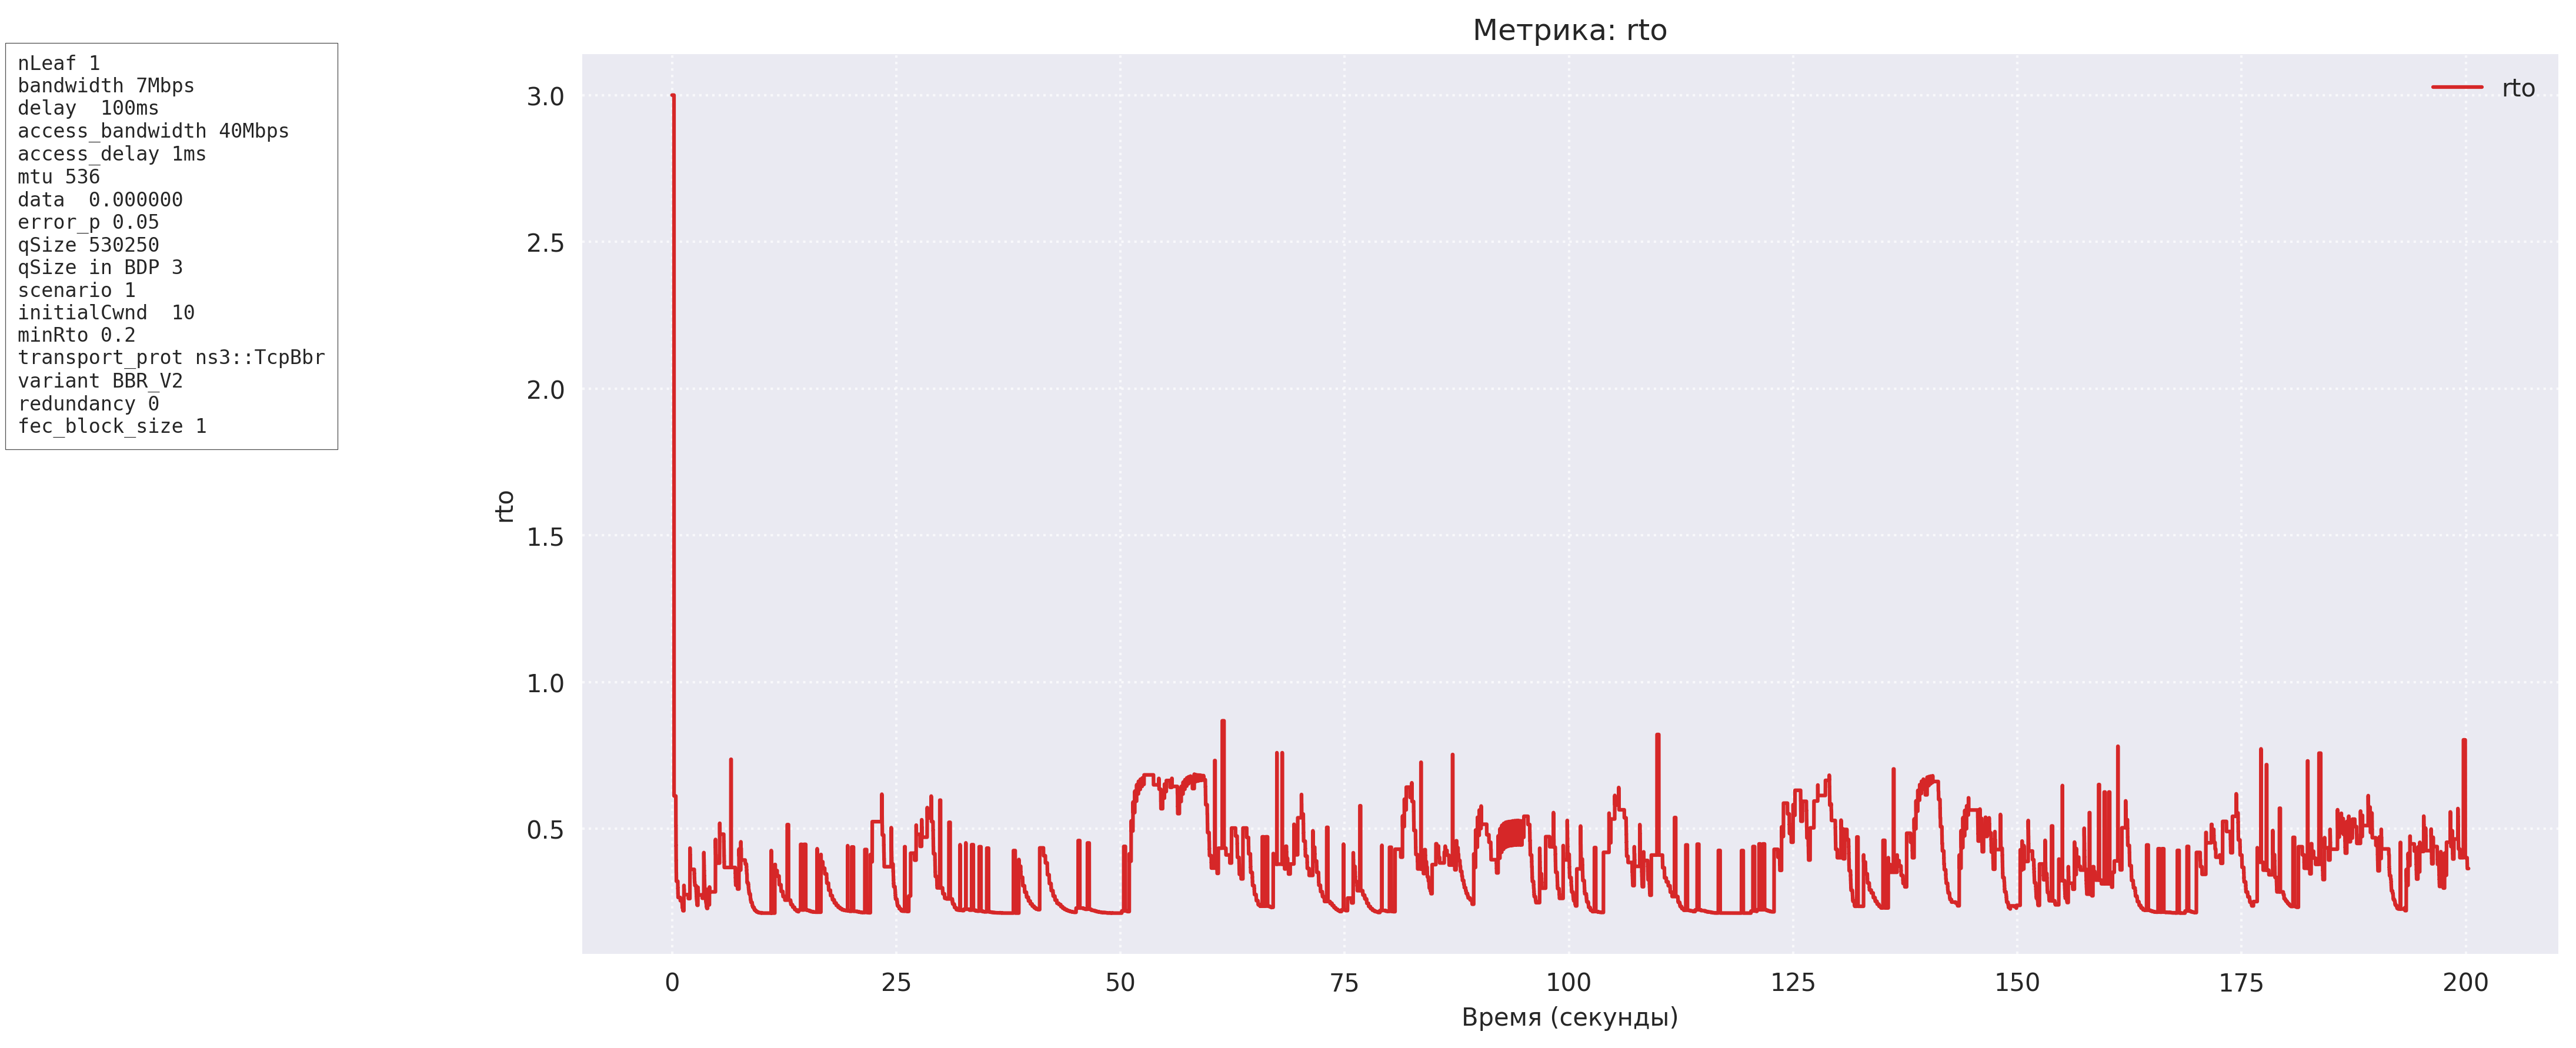 Метрика: rto
nLeaf 1
bandwidth 7Mbps
delay  100ms
access_bandwidth 40Mbps
access_delay 1ms
mtu 536
data  0.000000
error_p 0.05
qSize 530250
qSize in BDP 3
scenario 1
initialCwnd  10
minRto 0.2
transport_prot ns3::TcpBbr
variant BBR_V2
redundancy 0
fec_block_size 1
rto
3.0
2.5
2.0
1.5
1.0
0.5
rto
0 25 50 75 100 125 150 175 200
Время (секунды)